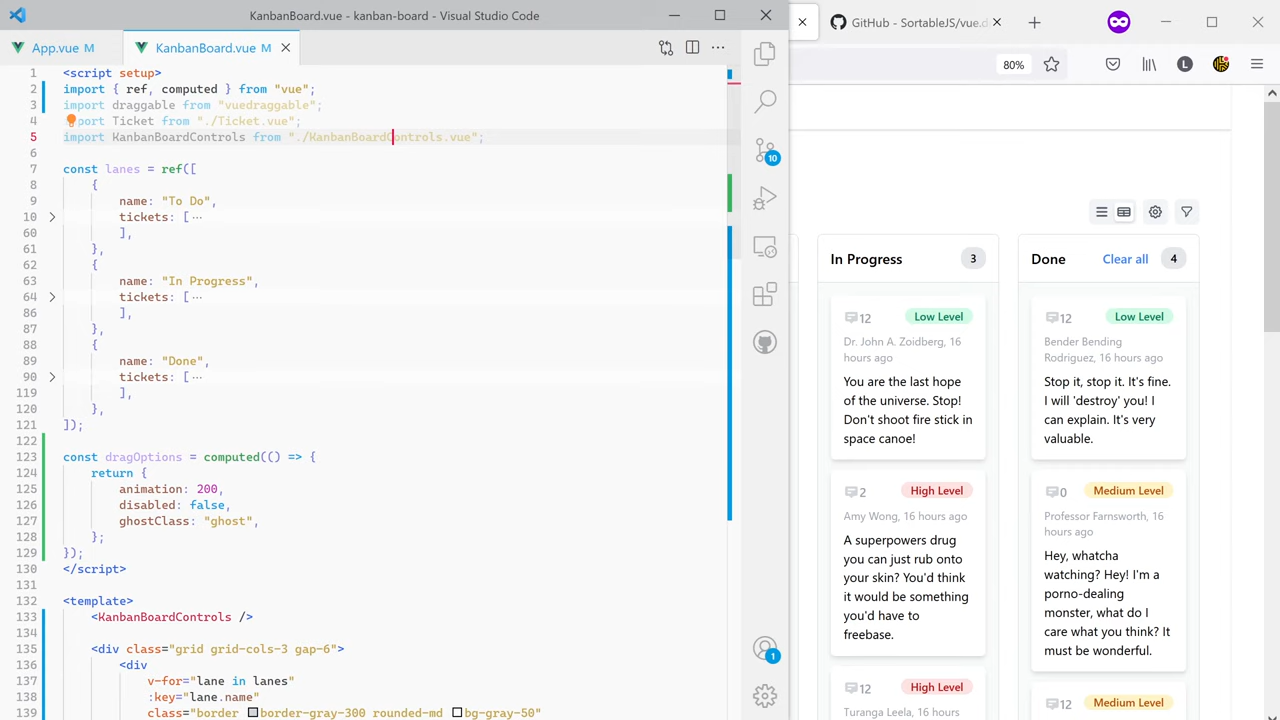 KanbanBoard.vue - kanban-board - Visual Studio Code
App.vue M
KanbanBoard.vue M
GitHub - SortableJS/vue.d
80%
1 <script setup>
2 import { ref, computed } from "vue";
3 import draggable from "vuedraggable";
4 port Ticket from "./Ticket.vue";
5 import KanbanBoardControls from "./KanbanBoardControls.vue";
6
7 const lanes = ref([
8 {
9 name: "To Do",
10 tickets: [ ⋯
60 ],
61 },
62 {
63 name: "In Progress",
64 tickets: [ ⋯
86 ],
87 },
88 {
89 name: "Done",
90 tickets: [ ⋯
119 ],
120 },
121 ]);
122
123 const dragOptions = computed(() => {
124 return {
125 animation: 200,
126 disabled: false,
127 ghostClass: "ghost",
128 };
129 });
130 </script>
131
132 <template>
133 <KanbanBoardControls />
134
135 <div class="grid grid-cols-3 gap-6">
136 <div
137 v-for="lane in lanes"
138 :key="lane.name"
139 class="border border-gray-300 rounded-md bg-gray-50"
10
1
L
In Progress 3
12 Low Level
Dr. John A. Zoidberg, 16
hours ago
You are the last hope
of the universe. Stop!
Don't shoot fire stick in
space canoe!
2 High Level
Amy Wong, 16 hours ago
A superpowers drug
you can just rub onto
your skin? You'd think
it would be something
you'd have to
freebase.
12 High Level
Turanga Leela, 16 hours
Done Clear all 4
12 Low Level
Bender Bending
Rodriguez, 16 hours ago
Stop it, stop it. It's fine.
I will 'destroy' you! I
can explain. It's very
valuable.
0 Medium Level
Professor Farnsworth, 16
hours ago
Hey, whatcha
watching? Hey! I'm a
porno-dealing
monster, what do I
care what you think? It
must be wonderful.
12 Medium Level